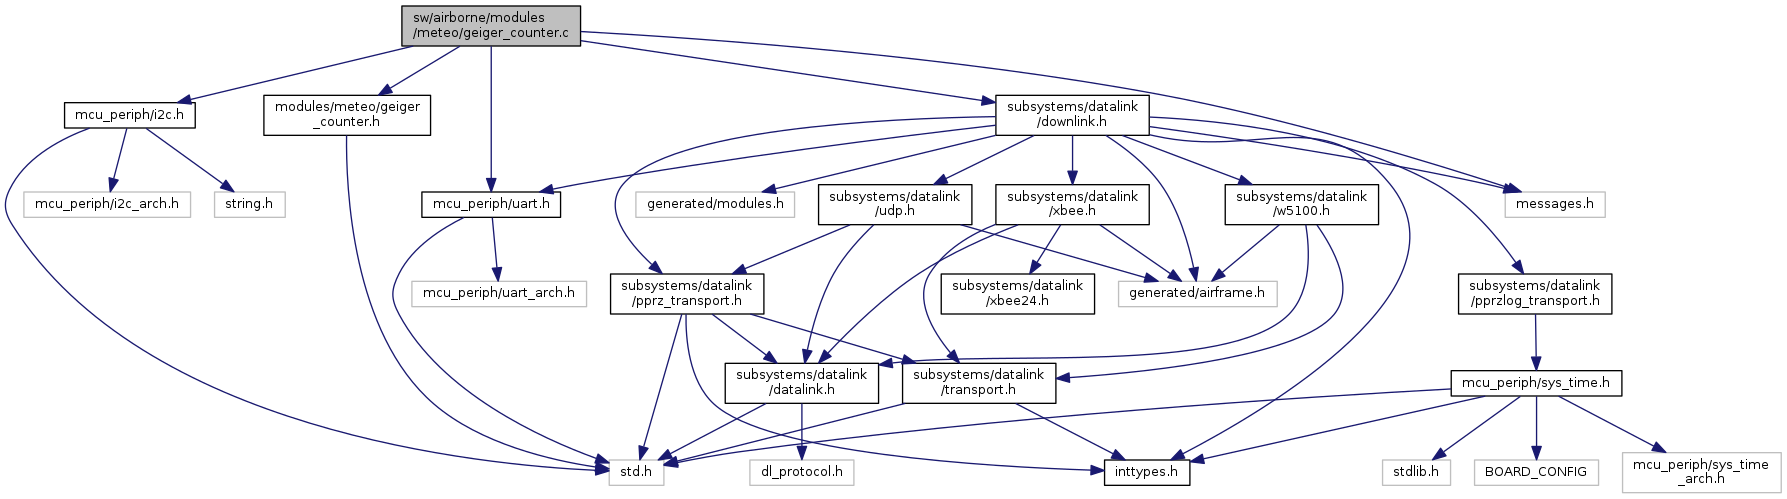 sw/airborne/modules
/meteo/geiger_counter.c
mcu_periph/i2c.h
modules/meteo/geiger
_counter.h
subsystems/datalink
/downlink.h
mcu_periph/i2c_arch.h
string.h
mcu_periph/uart.h
generated/modules.h
subsystems/datalink
/udp.h
subsystems/datalink
/xbee.h
subsystems/datalink
/w5100.h
messages.h
mcu_periph/uart_arch.h
subsystems/datalink
/pprz_transport.h
subsystems/datalink
/xbee24.h
generated/airframe.h
subsystems/datalink
/pprzlog_transport.h
subsystems/datalink
/datalink.h
subsystems/datalink
/transport.h
mcu_periph/sys_time.h
std.h
dl_protocol.h
inttypes.h
stdlib.h
BOARD_CONFIG
mcu_periph/sys_time
_arch.h